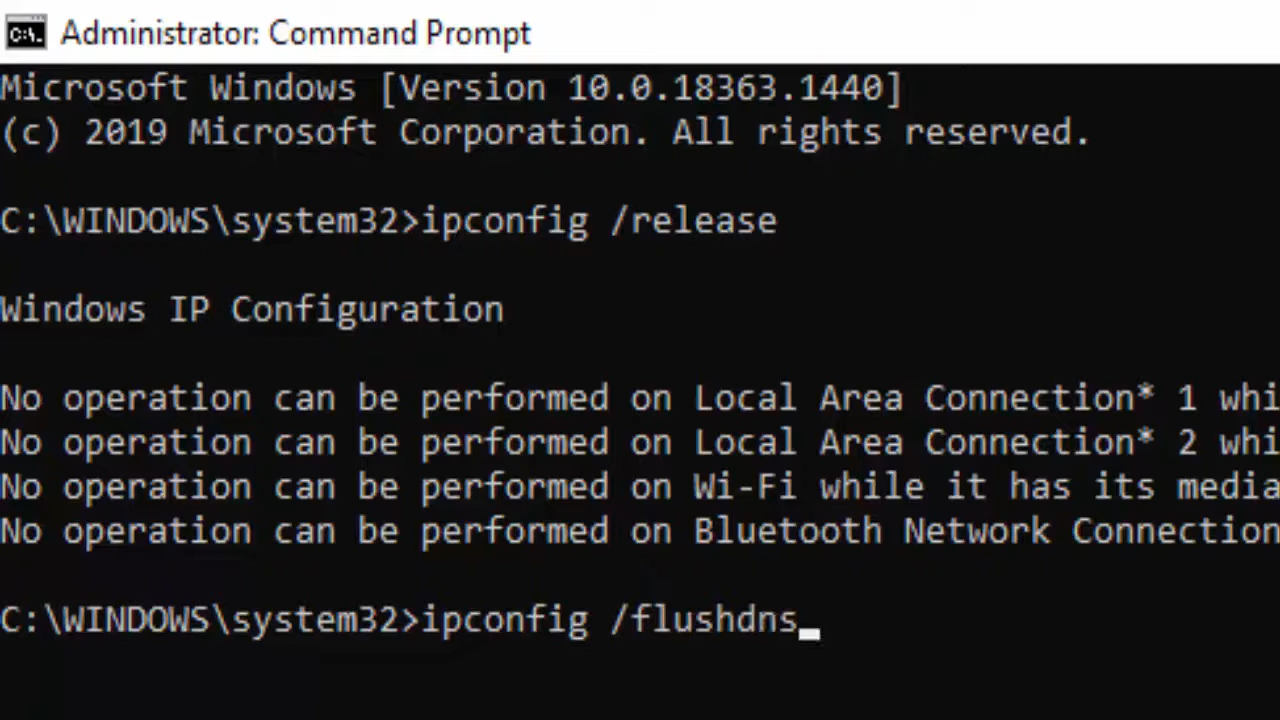 Administrator: Command Prompt
Microsoft Windows [Version 10.0.18363.1440]
(c) 2019 Microsoft Corporation. All rights reserved.
C:\WINDOWS\system32>ipconfig /release
Windows IP Configuration
No operation can be performed on Local Area Connection* 1 whi
No operation can be performed on Local Area Connection* 2 whi
No operation can be performed on Wi-Fi while it has its media
No operation can be performed on Bluetooth Network Connection
C:\WINDOWS\system32>ipconfig /flushdns